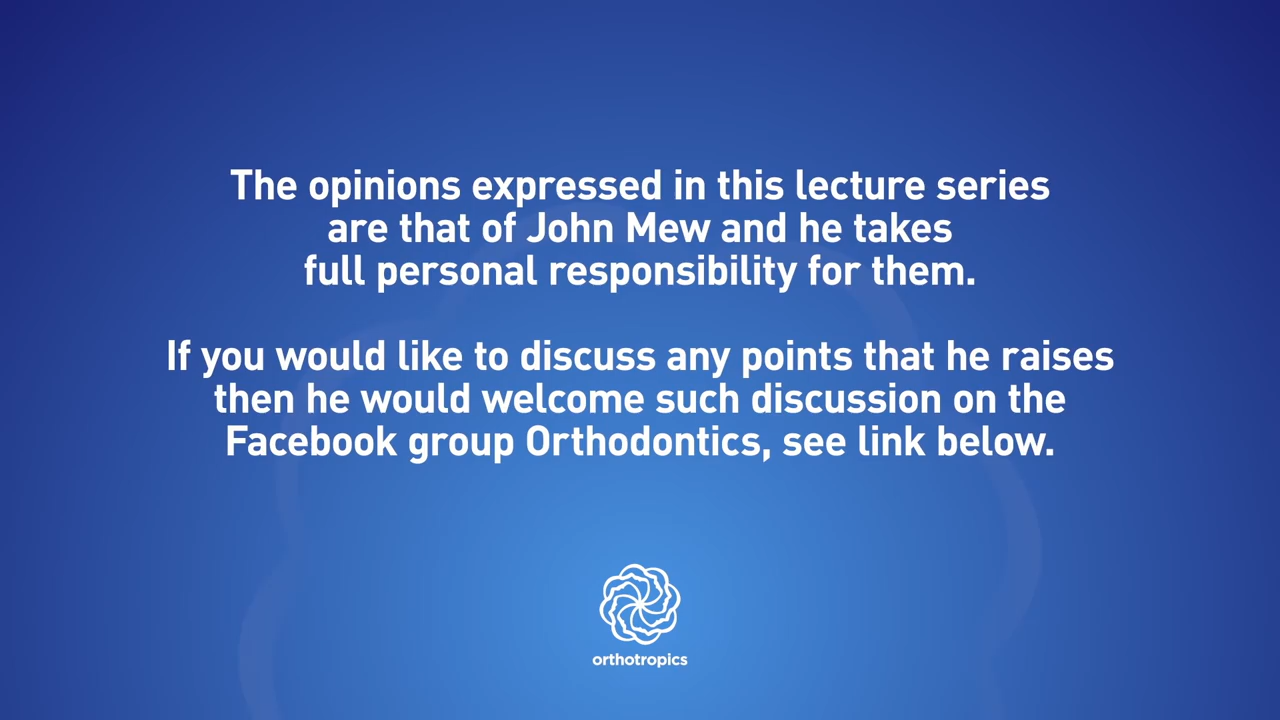 The opinions expressed in this lecture series
are that of John Mew and he takes
full personal responsibility for them.
If you would like to discuss any points that he raises
then he would welcome such discussion on the
Facebook group Orthodontics, see link below.
orthotropics